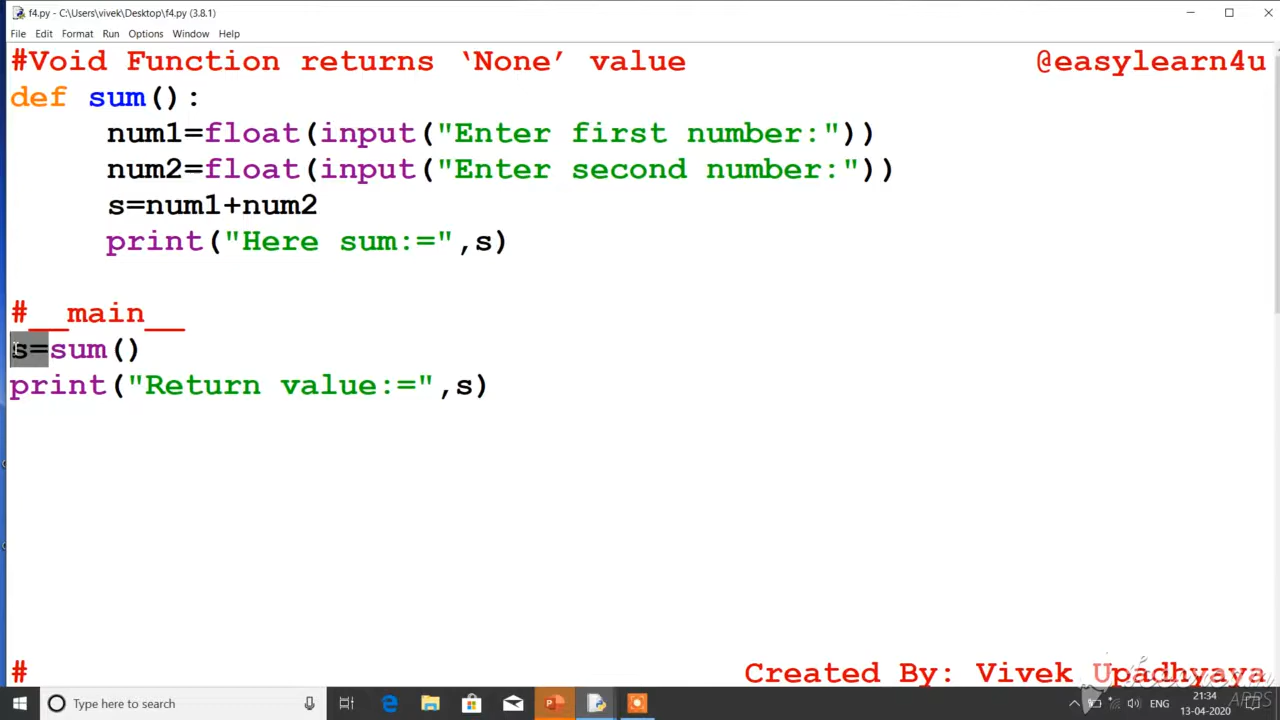 f4.py - C:\Users\vivek\Desktop\f4.py (3.8.1)
File Edit Format Run Options Window Help
#Void Function returns ‘None’ value @easylearn4u
def sum():
num1=float(input("Enter first number:"))
num2=float(input("Enter second number:"))
s=num1+num2
print("Here sum:=",s)
#__main__
s=sum()
print("Return value:=",s)
# Created By: Vivek Upadhyaya
APPS
Type here to search
ENG
21:34
13-04-2020